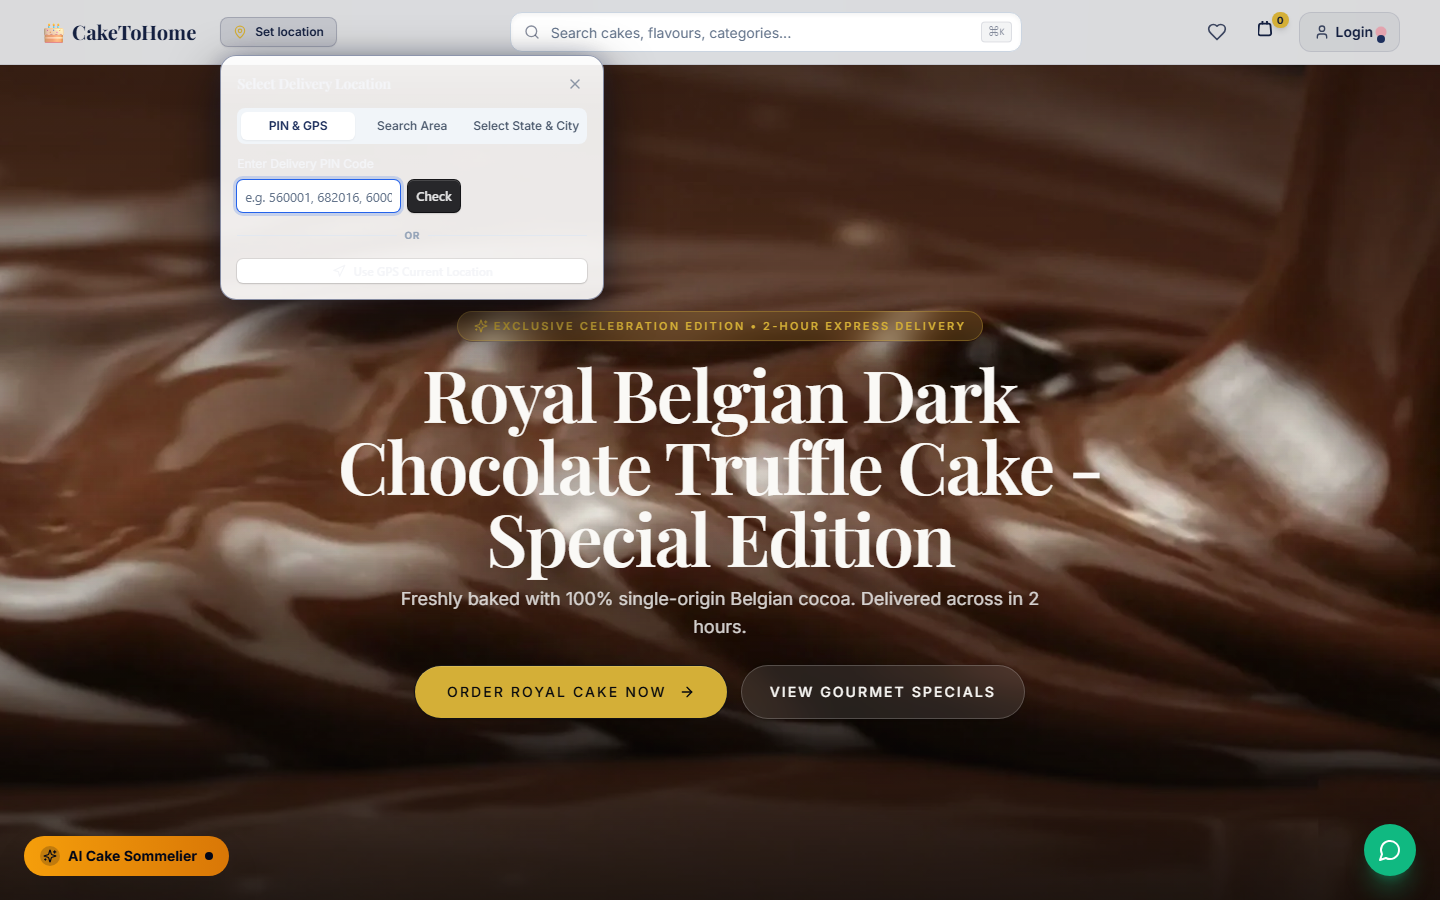 CakeToHome
Set location
Search cakes, flavours, categories...
⌘K
0
Login
Select Delivery Location
PIN & GPS
Search Area
Select State & City
Enter Delivery PIN Code
e.g. 560001, 682016, 600
Check
OR
Use GPS Current Location
EXCLUSIVE CELEBRATION EDITION • 2-HOUR EXPRESS DELIVERY
Royal Belgian Dark
Chocolate Truffle Cake –
Special Edition
Freshly baked with 100% single-origin Belgian cocoa. Delivered across in 2
hours.
ORDER ROYAL CAKE NOW →
VIEW GOURMET SPECIALS
AI Cake Sommelier